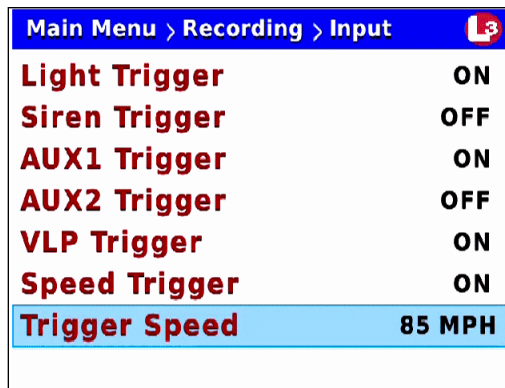 Main Menu > Recording > Input L3
Light Trigger ON
Siren Trigger OFF
AUX1 Trigger ON
AUX2 Trigger OFF
VLP Trigger ON
Speed Trigger ON
Trigger Speed 85 MPH